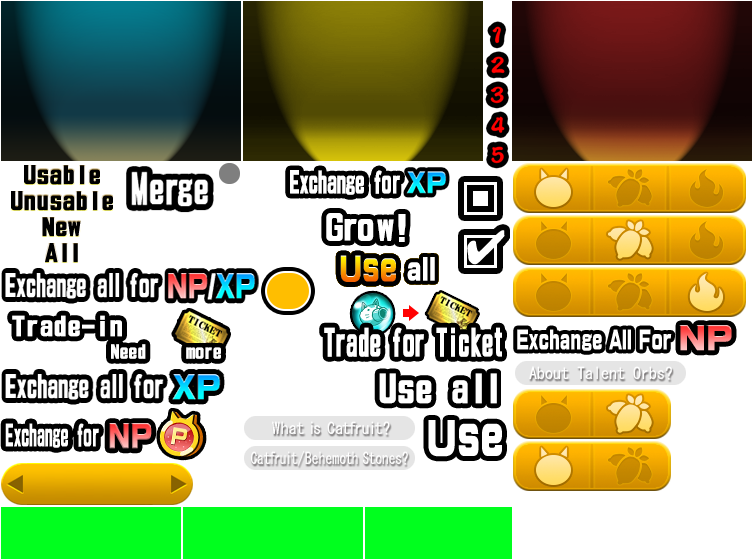 1
2
3
4
5
Usable
Unusable
New
All
Merge
Exchange for XP
Grow!
Use all
Exchange all for NP/XP
Trade-in
Need
TICKET
more
TICKET
Trade for Ticket
Exchange All For NP
About Talent Orbs?
Exchange all for XP
Use all
Exchange for NP
P
What is Catfruit?
Catfruit/Behemoth Stones?
Use